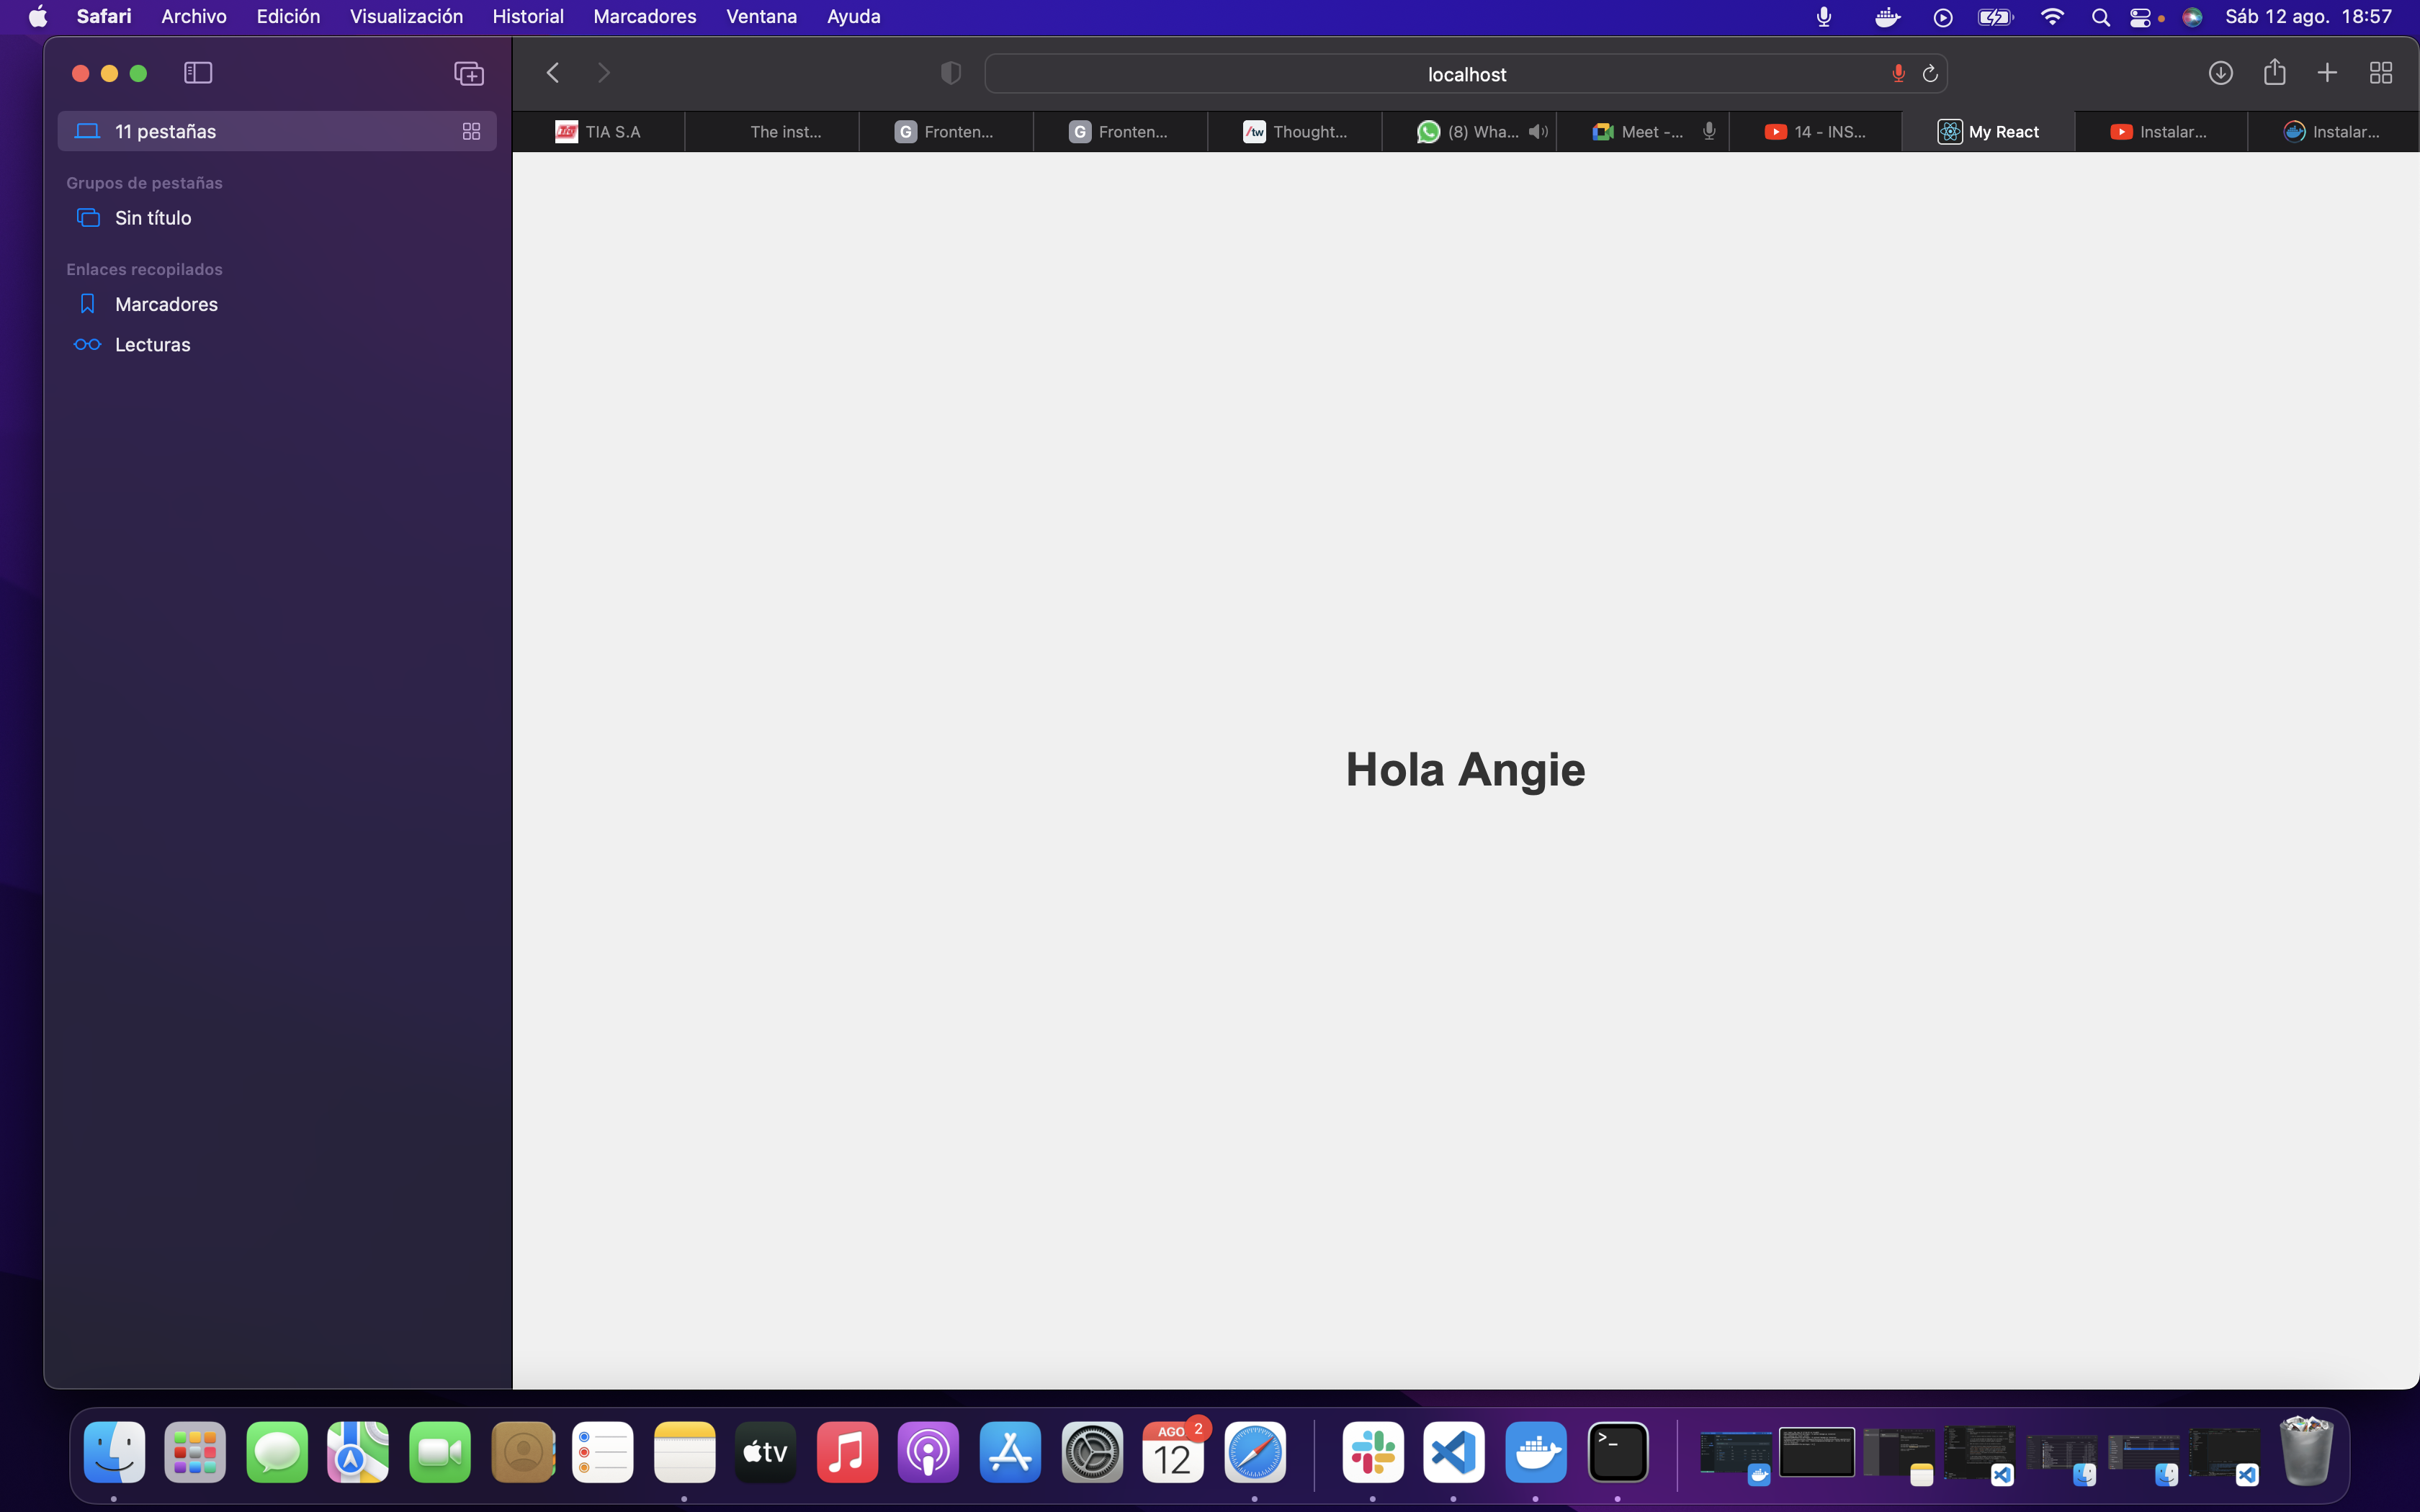 Safari Archivo Edición Visualización Historial Marcadores Ventana Ayuda
Sáb 12 ago. 18:57
localhost
11 pestañas
TIA S.A
The inst...
G Fronten...
G Fronten...
/tw Thought...
(8) Wha...
Meet -...
14 - INS...
My React
Instalar...
Instalar...
Grupos de pestañas
Sin título
Enlaces recopilados
Marcadores
Lecturas
Hola Angie
tv
AGO 2
12
>_